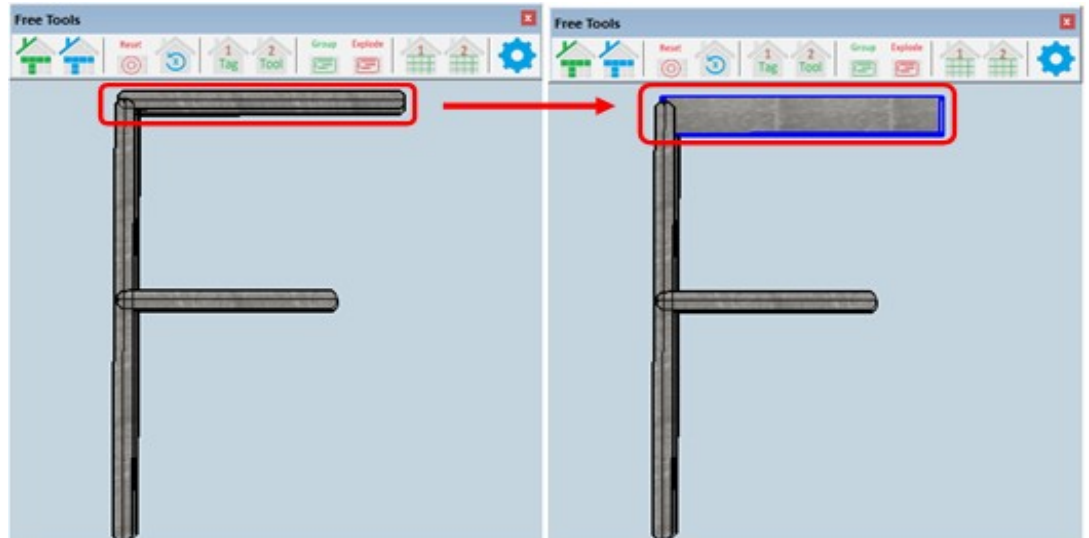 Free Tools
Reset
1
Tag
2
Tool
Group
Explode
1
2
Free Tools
Reset
1
Tag
2
Tool
Group
Explode
1
2